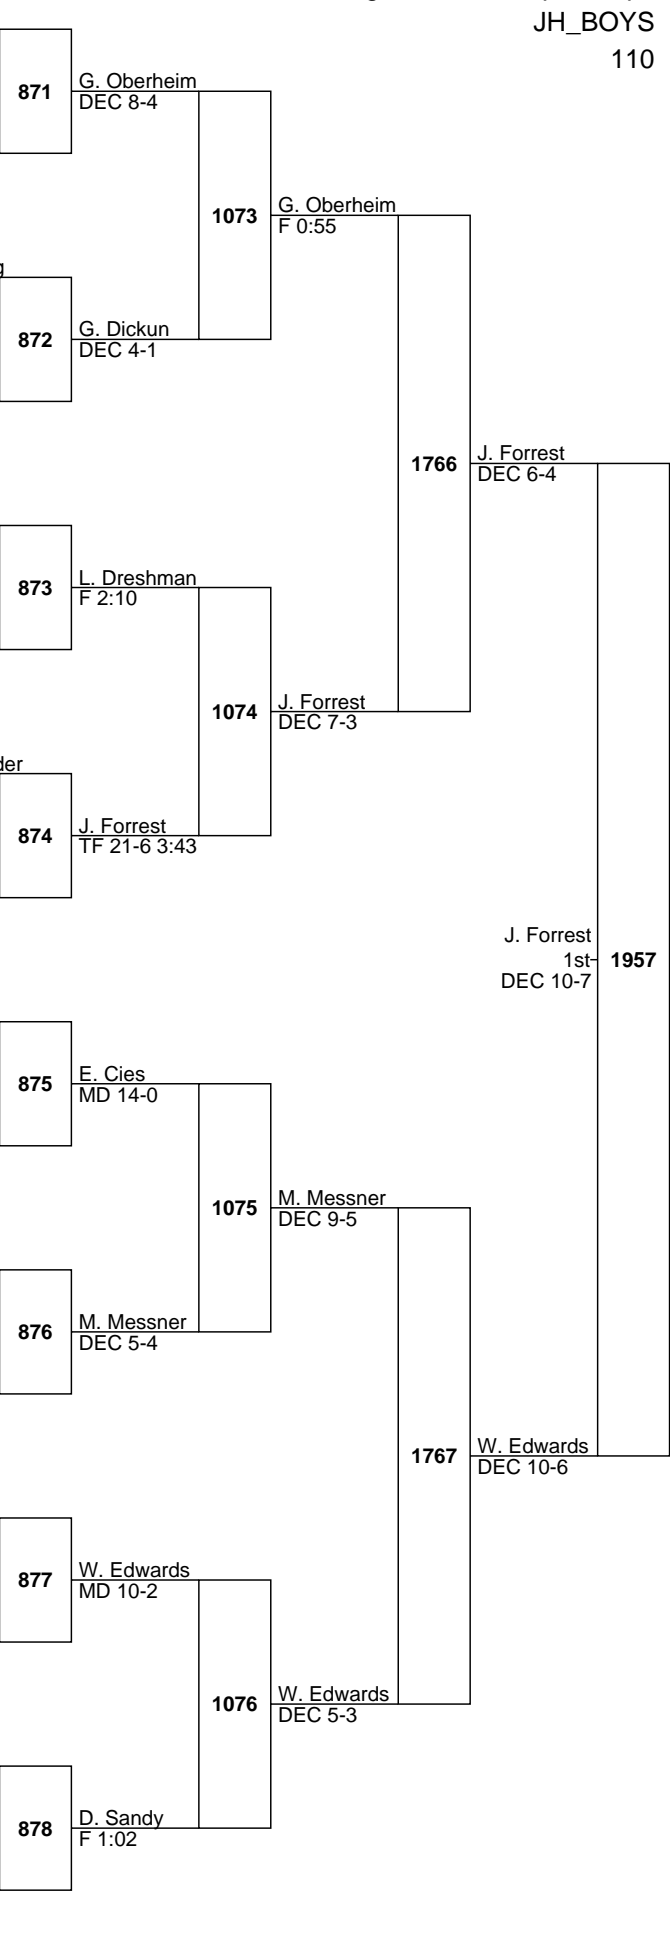 JH_BOYS
110
871
G. Oberheim
DEC 8-4
1073
G. Oberheim
F 0:55
872
G. Dickun
DEC 4-1
1766
J. Forrest
DEC 6-4
873
L. Dreshman
F 2:10
1074
J. Forrest
DEC 7-3
der
874
J. Forrest
TF 21-6 3:43
J. Forrest
1st
DEC 10-7
1957
875
E. Cies
MD 14-0
1075
M. Messner
DEC 9-5
876
M. Messner
DEC 5-4
1767
W. Edwards
DEC 10-6
877
W. Edwards
MD 10-2
1076
W. Edwards
DEC 5-3
878
D. Sandy
F 1:02